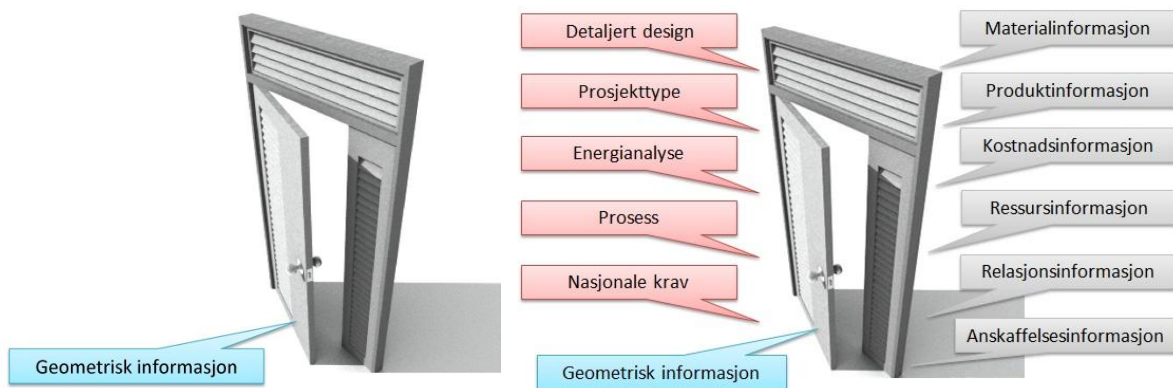 Geometrisk informasjon
Detaljert design
Prosjekttype
Energianalyse
Prosess
Nasjonale krav
Geometrisk informasjon
Materialinformasjon
Produktinformasjon
Kostnadsinformasjon
Ressursinformasjon
Relasjonsinformasjon
Anskaffelsesinformasjon